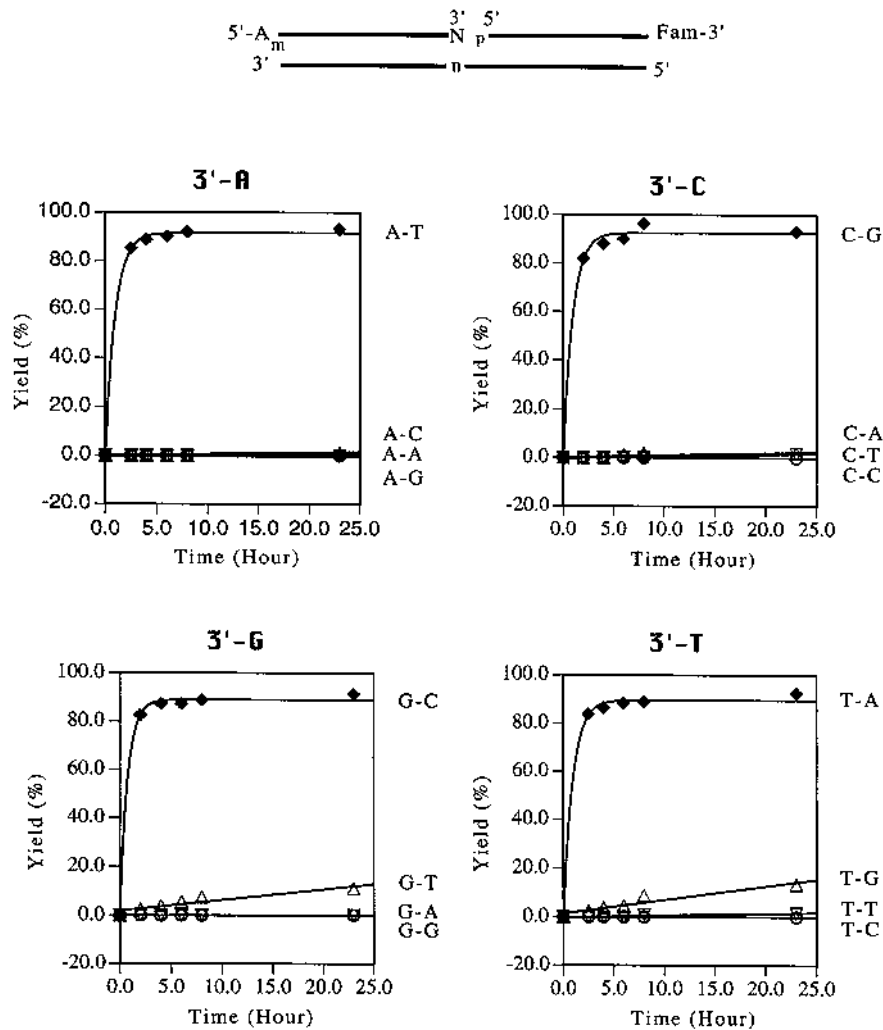 3' 5'
5'-Am N p Fam-3'
3' n 5'
3'-A
100.0
80.0
60.0
40.0
20.0
0.0
-20.0
Yield (%)
0.0 5.0 10.0 15.0 20.0 25.0
Time (Hour)
A-T
A-C
A-A
A-G
3'-C
100.0
80.0
60.0
40.0
20.0
0.0
-20.0
Yield (%)
0.0 5.0 10.0 15.0 20.0 25.0
Time (Hour)
C-G
C-A
C-T
C-C
3'-G
100.0
80.0
60.0
40.0
20.0
0.0
-20.0
Yield (%)
0.0 5.0 10.0 15.0 20.0 25.0
Time (Hour)
G-C
G-T
G-A
G-G
3'-T
100.0
80.0
60.0
40.0
20.0
0.0
-20.0
Yield (%)
0.0 5.0 10.0 15.0 20.0 25.0
Time (Hour)
T-A
T-G
T-T
T-C